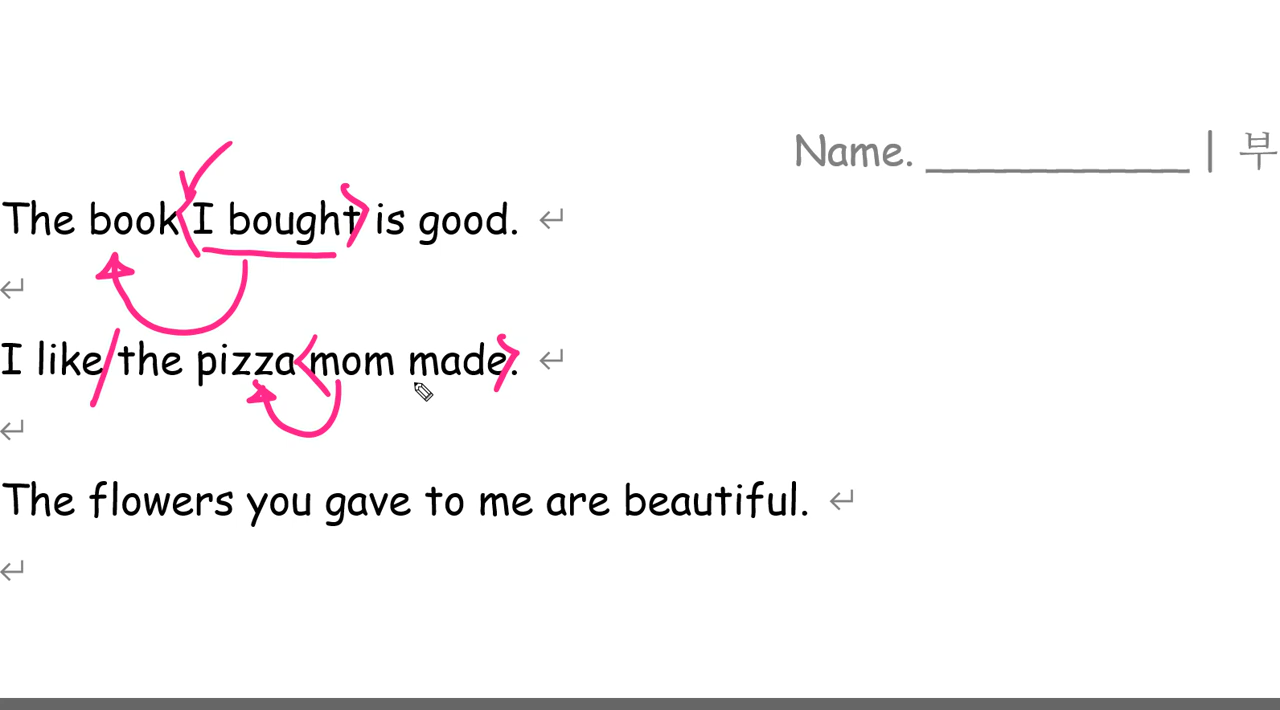 Name. ____________ | 부
The book I bought is good.
I like the pizza mom made.
The flowers you gave to me are beautiful.